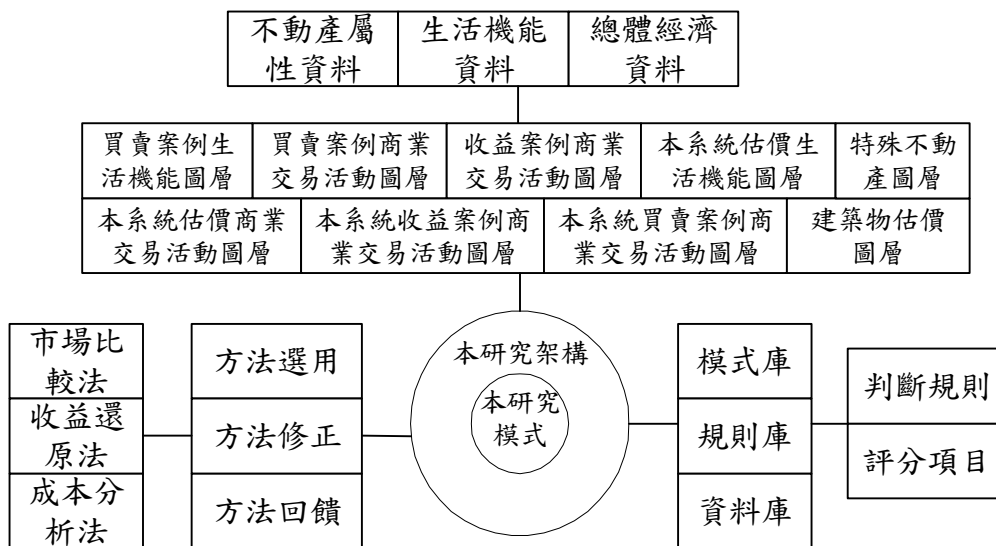 不動產屬
性資料
生活機能
資料
總體經濟
資料
買賣案例生
活機能圖層
買賣案例商業
交易活動圖層
收益案例商業
交易活動圖層
本系統估價生
活機能圖層
特殊不動
產圖層
本系統估價商業
交易活動圖層
本系統收益案例商
業交易活動圖層
本系統買賣案例商
業交易活動圖層
建築物估價
圖層
市場比
較法
收益還
原法
成本分
析法
方法選用
方法修正
方法回饋
本研究架構
本研究
模式
模式庫
規則庫
資料庫
判斷規則
評分項目